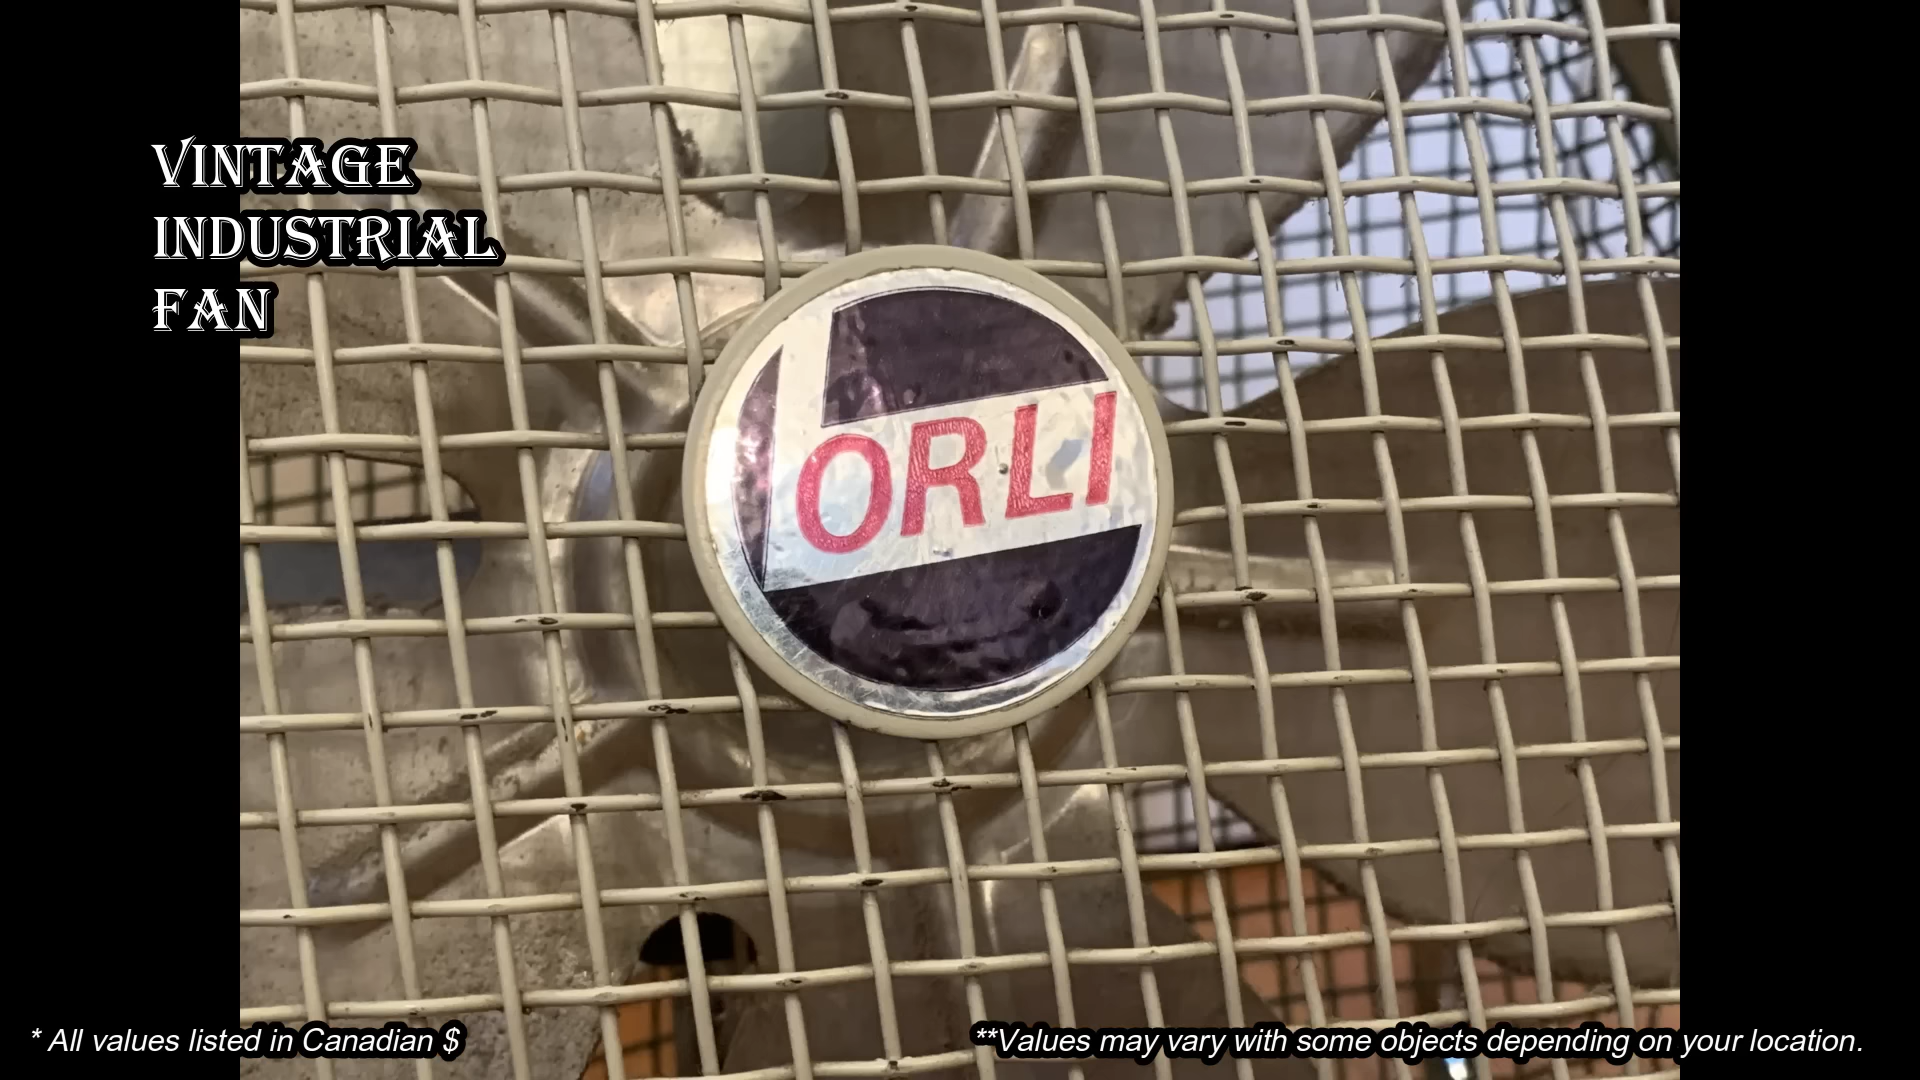 VINTAGE
INDUSTRIAL
FAN
ORLI
* All values listed in Canadian $
**Values may vary with some objects depending on your location.